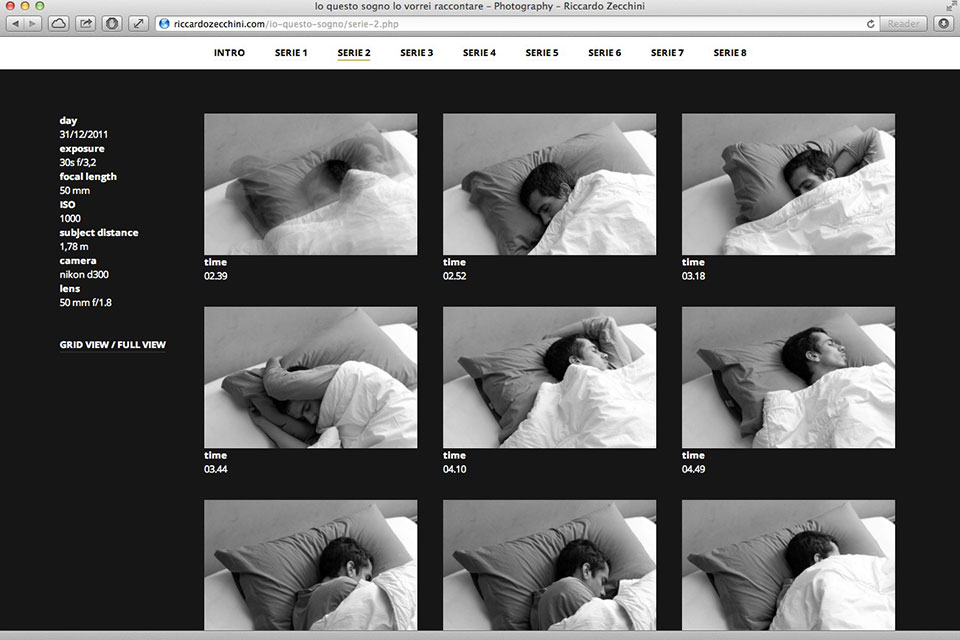 Io questo sogno lo vorrei raccontare – Photography – Riccardo Zecchini
riccardozecchini.com/io-questo-sogno/serie-2.php
Reader
INTRO SERIE 1 SERIE 2 SERIE 3 SERIE 4 SERIE 5 SERIE 6 SERIE 7 SERIE 8
day
31/12/2011
exposure
30s f/3,2
focal length
50 mm
ISO
1000
subject distance
1,78 m
camera
nikon d300
lens
50 mm f/1.8
GRID VIEW / FULL VIEW
time
02.39
time
02.52
time
03.18
time
03.44
time
04.10
time
04.49